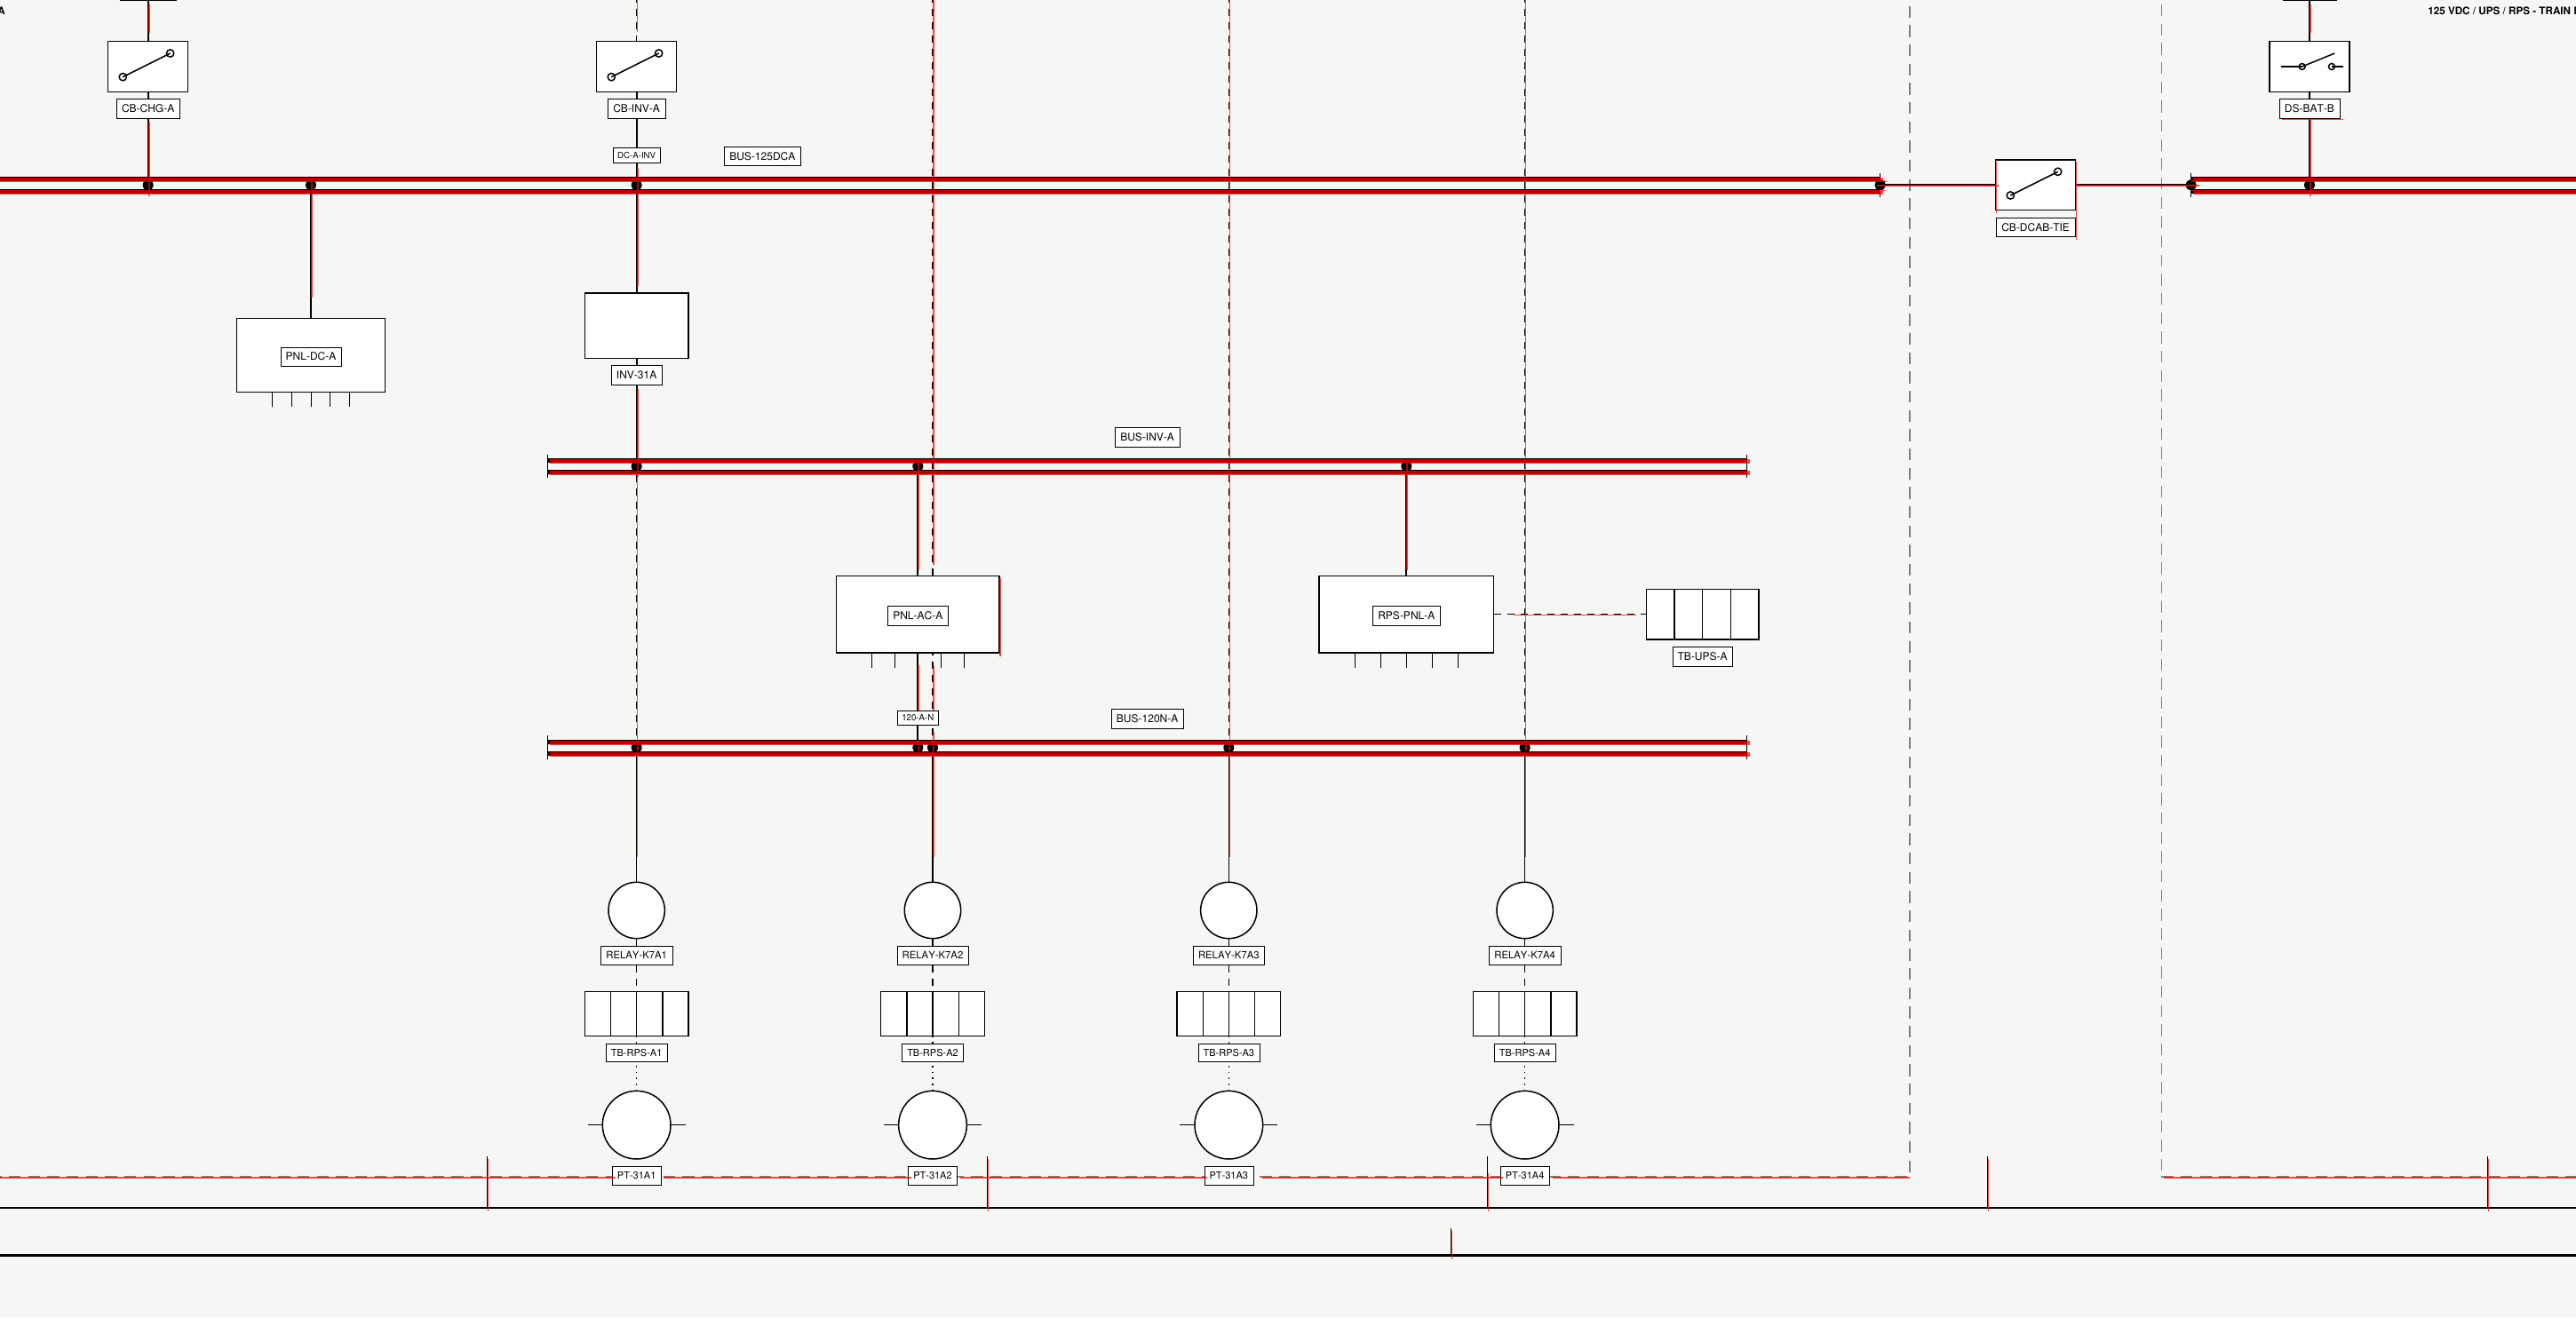 A
125 VDC / UPS / RPS - TRAIN
CB-CHG-A
CB-INV-A
DS-BAT-B
DC-A-INV
BUS-125DCA
CB-DCAB-TIE
PNL-DC-A
INV-31A
BUS-INV-A
PNL-AC-A
RPS-PNL-A
TB-UPS-A
120-A-N
BUS-120N-A
RELAY-K7A1
RELAY-K7A2
RELAY-K7A3
RELAY-K7A4
TB-RPS-A1
TB-RPS-A2
TB-RPS-A3
TB-RPS-A4
PT-31A1
PT-31A2
PT-31A3
PT-31A4